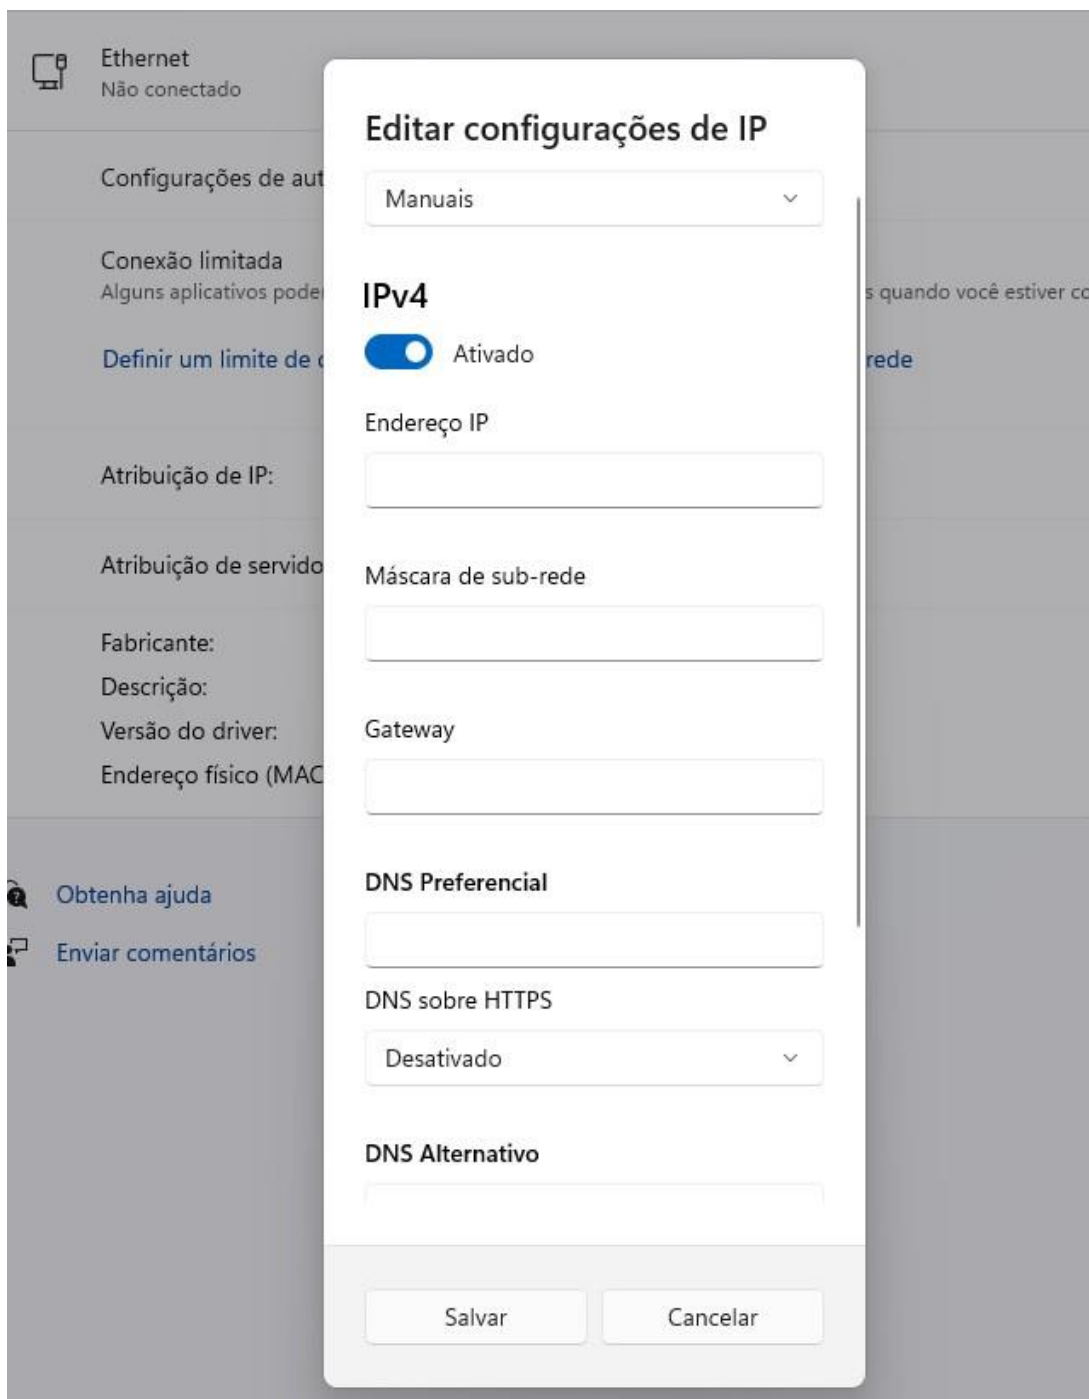 Ethernet
Não conectado
Configurações de aut
Conexão limitada
Alguns aplicativos pode
s quando você estiver co
Definir um limite de
rede
Atribuição de IP:
Atribuição de servido
Fabricante:
Descrição:
Versão do driver:
Endereço físico (MAC
Obtenha ajuda
Enviar comentários
Editar configurações de IP
Manuais
IPv4
Ativado
Endereço IP
Máscara de sub-rede
Gateway
DNS Preferencial
DNS sobre HTTPS
Desativado
DNS Alternativo
Salvar
Cancelar